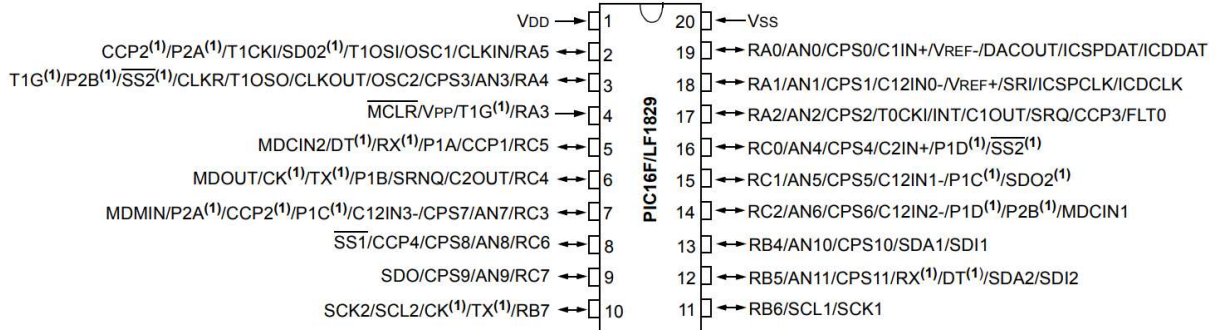 VDD 1 20 VSS
CCP2(1)/P2A(1)/T1CKI/SD02(1)/T1OSI/OSC1/CLKIN/RA5 2 19 RA0/AN0/CPS0/C1IN+/VREF-/DACOUT/ICSPDAT/ICDDAT
T1G(1)/P2B(1)/SS2(1)/CLKR/T1OSO/CLKOUT/OSC2/CPS3/AN3/RA4 3 18 RA1/AN1/CPS1/C12IN0-/VREF+/SRI/ICSPCLK/ICDCLK
MCLR/VPP/T1G(1)/RA3 4 17 RA2/AN2/CPS2/T0CKI/INT/C1OUT/SRQ/CCP3/FLT0
MDCIN2/DT(1)/RX(1)/P1A/CCP1/RC5 5 16 RC0/AN4/CPS4/C2IN+/P1D(1)/SS2(1)
MDOUT/CK(1)/TX(1)/P1B/SRNQ/C2OUT/RC4 6 15 RC1/AN5/CPS5/C12IN1-/P1C(1)/SDO2(1)
MDMIN/P2A(1)/CCP2(1)/P1C(1)/C12IN3-/CPS7/AN7/RC3 7 14 RC2/AN6/CPS6/C12IN2-/P1D(1)/P2B(1)/MDCIN1
SS1/CCP4/CPS8/AN8/RC6 8 13 RB4/AN10/CPS10/SDA1/SDI1
SDO/CPS9/AN9/RC7 9 12 RB5/AN11/CPS11/RX(1)/DT(1)/SDA2/SDI2
SCK2/SCL2/CK(1)/TX(1)/RB7 10 11 RB6/SCL1/SCK1
PIC16F/LF1829